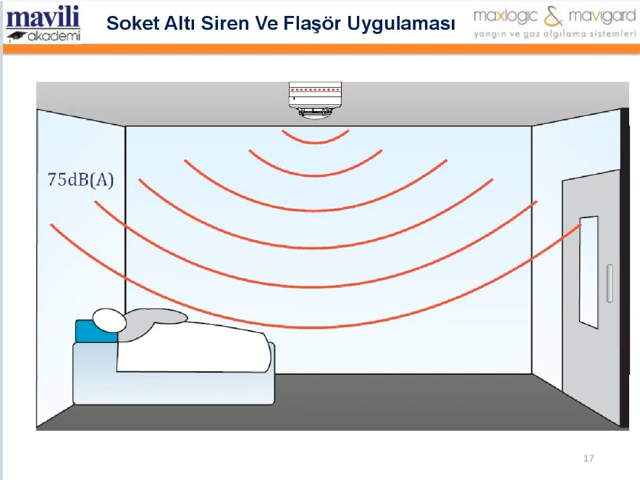 mavili
akademi
Soket Altı Siren Ve Flaşör Uygulaması
maxlogic & mavigard
yangın ve gaz algılama sistemleri
75dB(A)
17